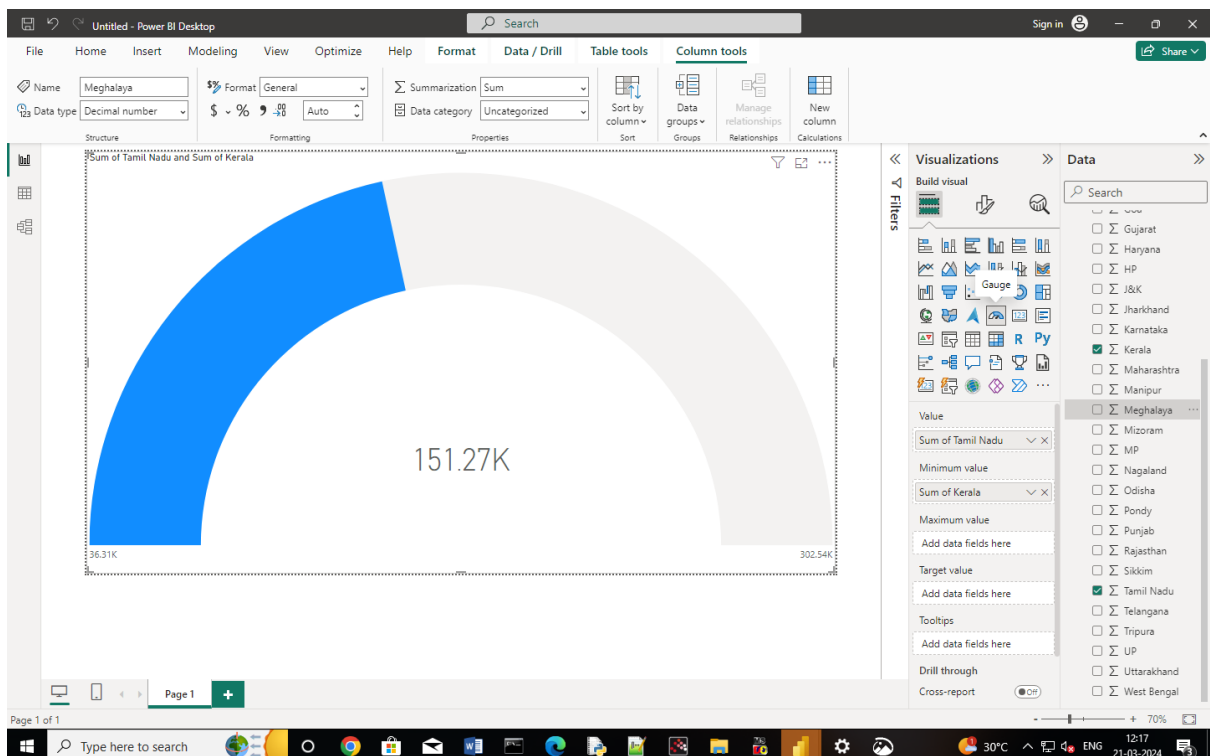 Untitled - Power BI Desktop
Search
Sign in
File Home Insert Modeling View Optimize Help Format Data / Drill Table tools Column tools
Share
Name Meghalaya
$% Format General
Σ Summarization Sum
Data type Decimal number
$ % Auto
Data category Uncategorized
Sort by column
Data groups
Manage relationships
New column
Structure Formatting Properties Sort Groups Relationships Calculations
Sum of Tamil Nadu and Sum of Kerala
151.27K
36.31K
302.54K
Filters
Visualizations
Build visual
Gauge
123
R Py
123
Value
Sum of Tamil Nadu
Minimum value
Sum of Kerala
Maximum value
Add data fields here
Target value
Add data fields here
Tooltips
Add data fields here
Drill through
Cross-report Off
Data
Search
Σ Gujarat
Σ Haryana
Σ HP
Σ J&K
Σ Jharkhand
Σ Karnataka
Σ Kerala
Σ Maharashtra
Σ Manipur
Σ Meghalaya
Σ Mizoram
Σ MP
Σ Nagaland
Σ Odisha
Σ Pondy
Σ Punjab
Σ Rajasthan
Σ Sikkim
Σ Tamil Nadu
Σ Telangana
Σ Tripura
Σ UP
Σ Uttarakhand
Σ West Bengal
Page 1
+
Page 1 of 1
- + 70%
Type here to search
30°C
ENG
12:17
21-03-2024